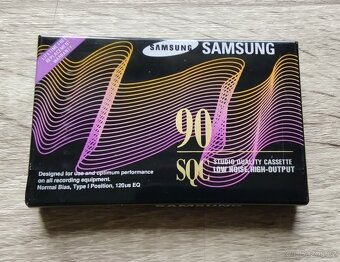 SAMSUNG SAMSUNG
90
SQC
STUDIO QUALITY CASSETTE
LOW NOISE, HIGH-OUTPUT
Designed for use and optimum performance
on all recording equipment.
Normal Bias, Type I Position, 120us EQ
SAMSUNG